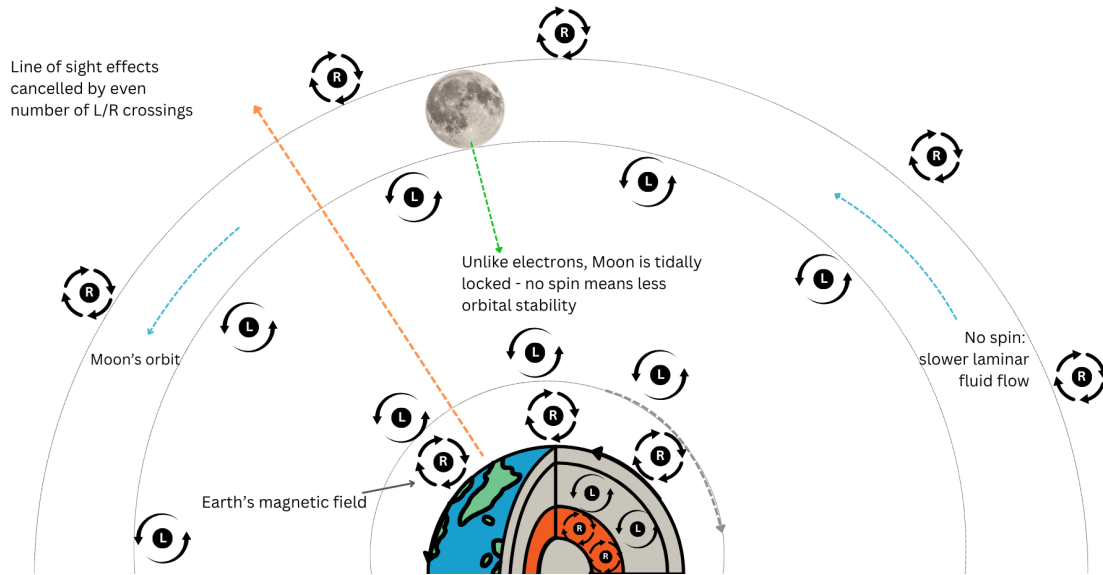 R
R
Line of sight effects
cancelled by even
number of L/R crossings
R
L
L
Unlike electrons, Moon is tidally
locked - no spin means less
orbital stability
L
R
L
Moon's orbit
No spin:
slower laminar
fluid flow
L
L
R
L
R
R
R
Earth's magnetic field
L
L
R
L
R